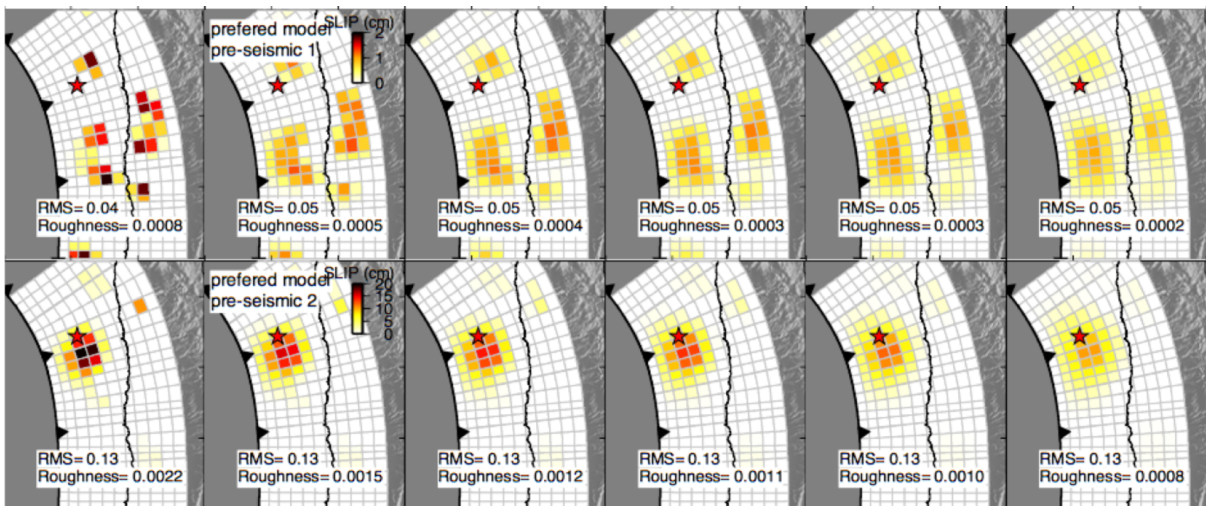 prefered model
pre-seismic 1
SLIP (cm)
2
1
0
RMS= 0.04
Roughness= 0.0008
RMS= 0.05
Roughness= 0.0005
RMS= 0.05
Roughness= 0.0004
RMS= 0.05
Roughness= 0.0003
RMS= 0.05
Roughness= 0.0003
RMS= 0.05
Roughness= 0.0002
prefered model
pre-seismic 2
SLIP (cm)
20
15
10
5
0
RMS= 0.13
Roughness= 0.0022
RMS= 0.13
Roughness= 0.0015
RMS= 0.13
Roughness= 0.0012
RMS= 0.13
Roughness= 0.0011
RMS= 0.13
Roughness= 0.0010
RMS= 0.13
Roughness= 0.0008